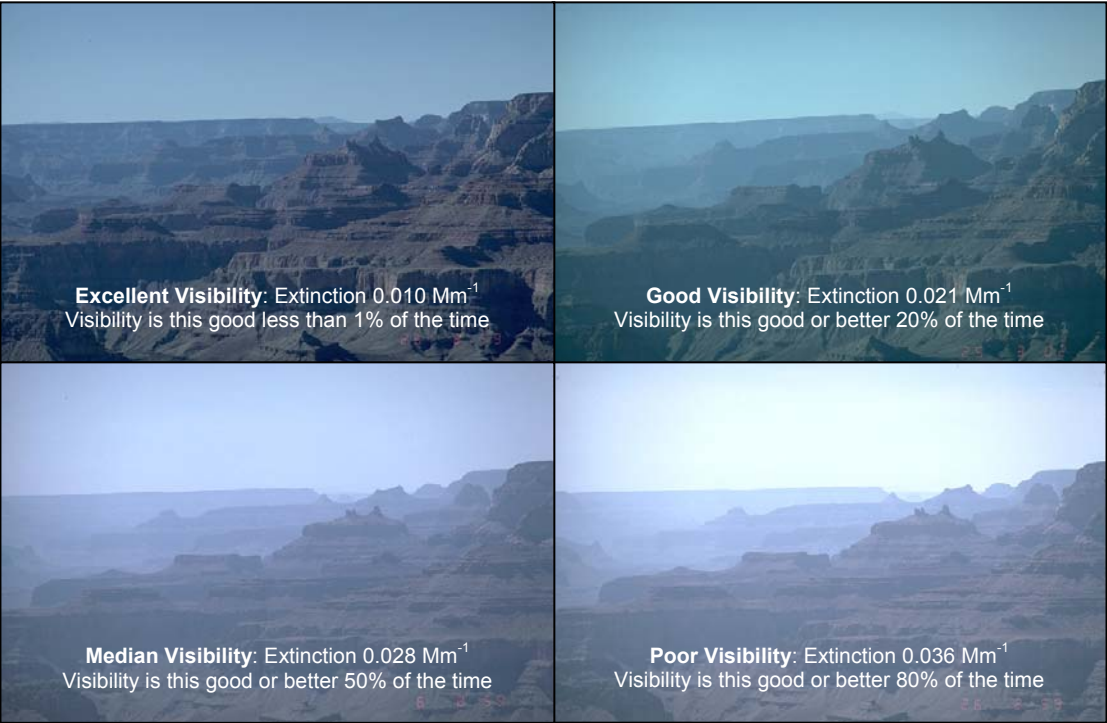 Excellent Visibility: Extinction 0.010 Mm⁻¹
Visibility is this good less than 1% of the time
Good Visibility: Extinction 0.021 Mm⁻¹
Visibility is this good or better 20% of the time
Median Visibility: Extinction 0.028 Mm⁻¹
Visibility is this good or better 50% of the time
Poor Visibility: Extinction 0.036 Mm⁻¹
Visibility is this good or better 80% of the time